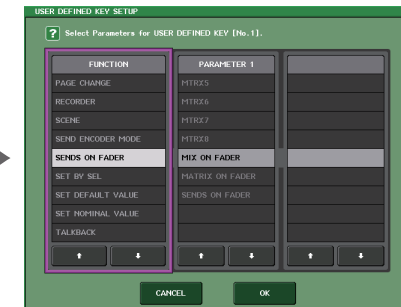 USER DEFINED KEY SETUP
? Select Parameters for USER DEFINED KEY [No.1].
FUNCTION
PAGE CHANGE
RECORDER
SCENE
SEND ENCODER MODE
SENDS ON FADER
SET BY SEL
SET DEFAULT VALUE
SET NOMINAL VALUE
TALKBACK
PARAMETER 1
MTRX5
MTRX6
MTRX7
MTRX8
MIX ON FADER
MATRIX ON FADER
SENDS ON FADER
CANCEL
OK